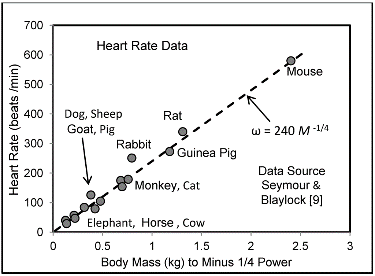 Heart Rate Data
Heart Rate (beats /min)
700
600
500
400
300
200
100
0
Mouse
Dog, Sheep
Goat, Pig
Rat
ω = 240 M -1/4
Rabbit
Guinea Pig
Monkey, Cat
Data Source
Seymour &
Blaylock [9]
Elephant, Horse , Cow
0 0.5 1 1.5 2 2.5 3
Body Mass (kg) to Minus 1/4 Power